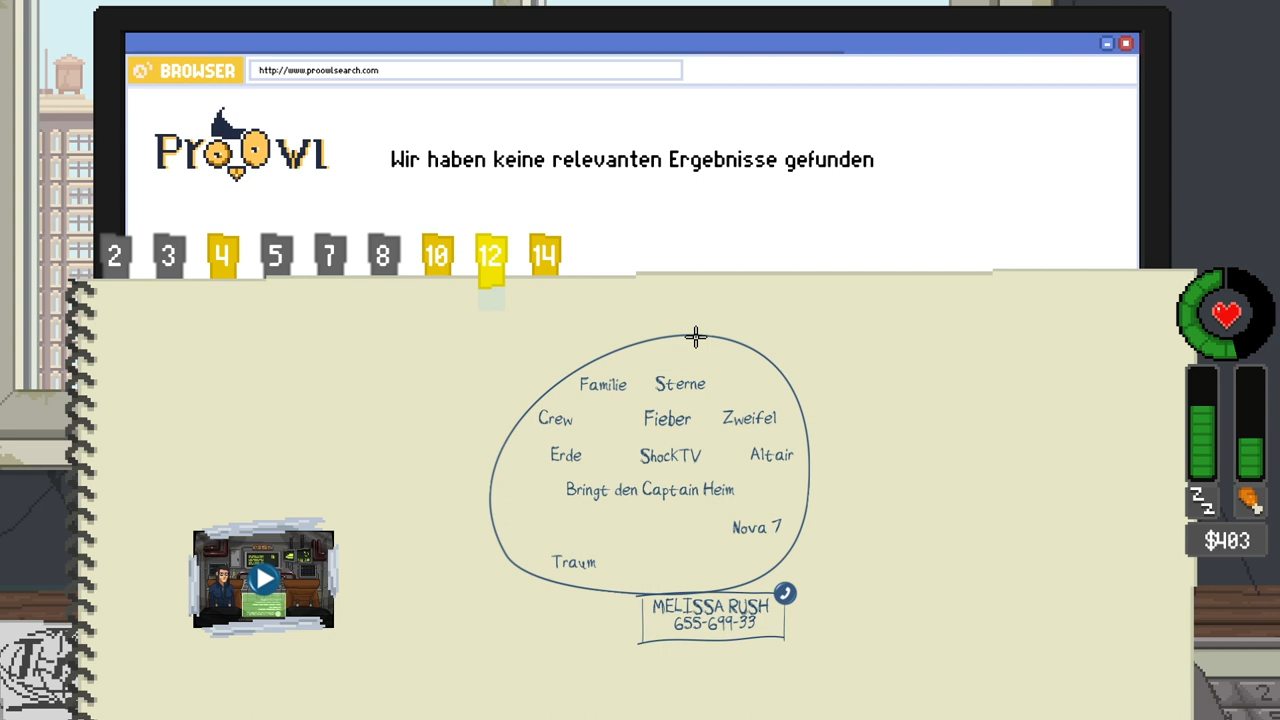 BROWSER
http://www.proowlsearch.com
PrOOwl
Wir haben keine relevanten Ergebnisse gefunden
2 3 4 5 7 8 10 12 14
Familie Sterne
Crew Fieber Zweifel
Erde ShockTV Altair
Bringt den Captain Heim
Nova 7
Traum
MELISSA RUSH
655-699-33
$403